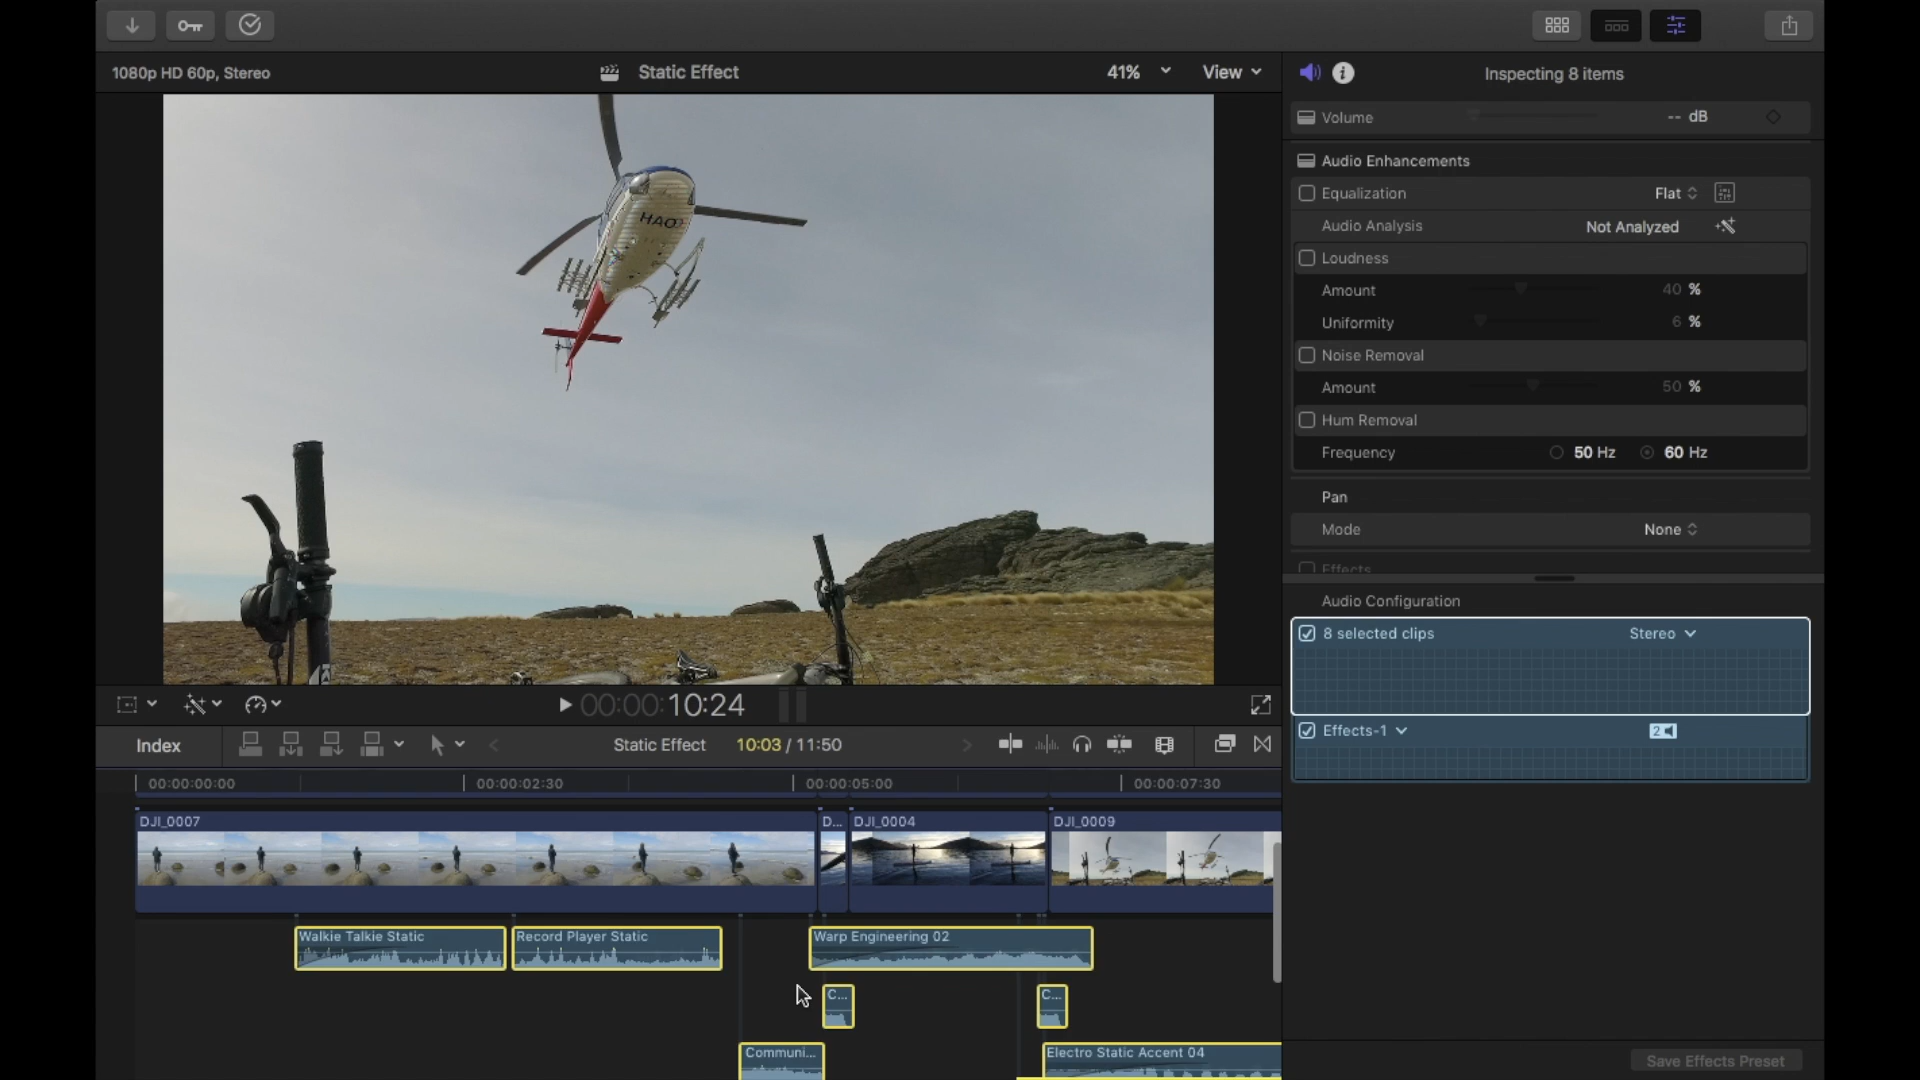 1080p HD 60p, Stereo
Static Effect
41%
View
Inspecting 8 items
Volume
-- dB
Audio Enhancements
Equalization
Flat
Audio Analysis
Not Analyzed
Loudness
Amount
40 %
Uniformity
6 %
Noise Removal
Amount
50 %
Hum Removal
Frequency
50 Hz
60 Hz
Pan
Mode
None
Effects
Audio Configuration
8 selected clips
Stereo
Effects-1
2
Save Effects Preset
00:00:10:24
Index
Static Effect
10:03 / 11:50
00:00:00:00
00:00:02:30
00:00:05:00
00:00:07:30
DJI_0007
D...
DJI_0004
DJI_0009
Walkie Talkie Static
Record Player Static
Warp Engineering 02
C...
C...
Communi...
Electro Static Accent 04